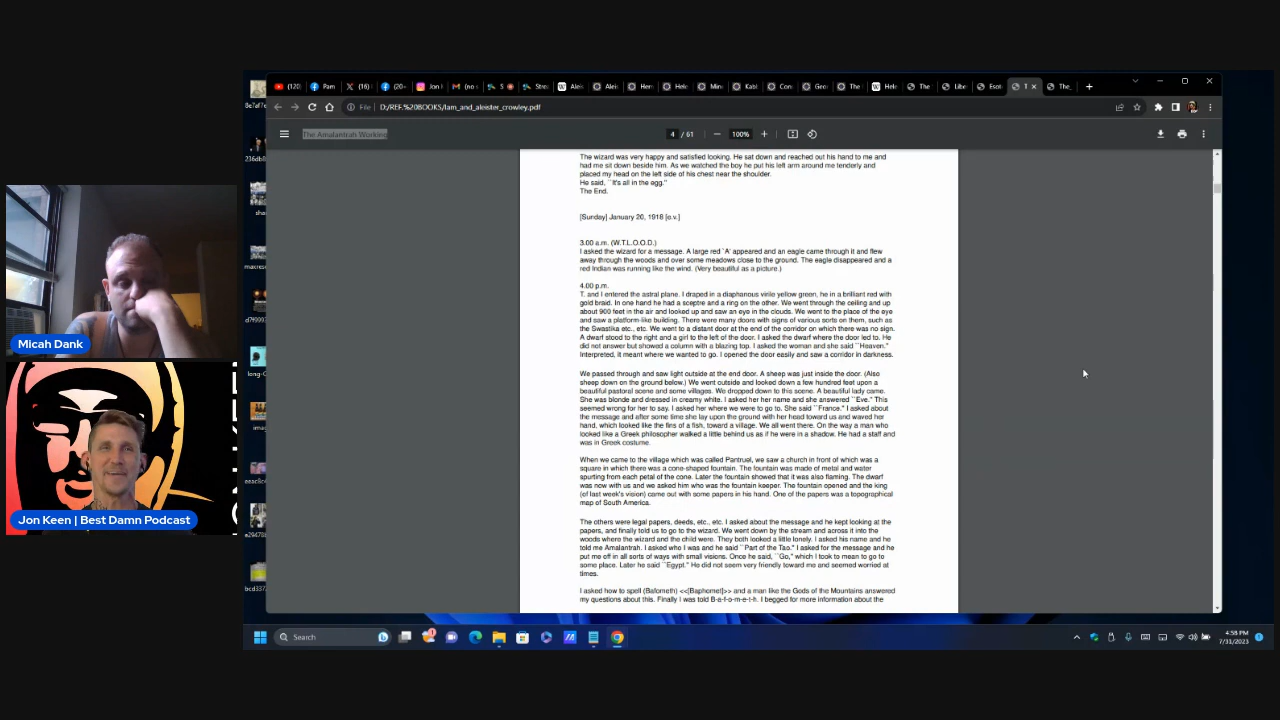 (120
Pam
(16)
(20+
Jon
(no s
Stre
Alei
Alei
Her
Hele
Min
Kab
Con
Geo
The
Hele
The
Libe
Esot
T
The
File
D:/REF.%20BOOKS/lam_and_aleister_crowley.pdf
The Amalantrah Working
4 / 61
100%
The wizard was very happy and satisfied looking. He sat down and reached out his hand to me and
had me sit down beside him. As we watched the boy he put his left arm around me tenderly and
placed my head on the left side of his chest near the shoulder.
He said, ``It's all in the egg.''
The End.
[Sunday] January 20, 1918 [e.v.]
3.00 a.m. (W.T.L.O.O.D.)
I asked the wizard for a message. A large red `A' appeared and an eagle came through it and flew
away through the woods and over some meadows close to the ground. The eagle disappeared and a
red Indian was running like the wind. (Very beautiful as a picture.)
4.00 p.m.
T. and I entered the astral plane. I draped in a diaphanous virile yellow green, he in a brilliant red with
gold braid. In one hand he had a sceptre and a ring on the other. We went through the ceiling and up
about 900 feet in the air and looked up and saw an eye in the clouds. We went to the place of the eye
and saw a platform-like building. There were many doors with signs of various sorts on them, such as
the Swastika etc., etc. We went to a distant door at the end of the corridor on which there was no sign.
A dwarf stood to the right and a girl to the left of the door. I asked the dwarf where the door led to. He
did not answer but showed a column with a blazing top. I asked the woman and she said ``Heaven.''
Interpreted, it meant where we wanted to go. I opened the door easily and saw a corridor in darkness.
We passed through and saw light outside at the end door. A sheep was just inside the door. (Also
sheep down on the ground below.) We went outside and looked down a few hundred feet upon a
beautiful pastoral scene and some villages. We dropped down to this scene. A beautiful lady came.
She was blonde and dressed in creamy white. I asked her her name and she answered ``Eve.'' This
seemed wrong for her to say. I asked her where we were to go to. She said ``France.'' I asked about
the message and after some time she lay upon the ground with her head toward us and waved her
hand, which looked like the fins of a fish, toward a village. We all went there. On the way a man who
looked like a Greek philosopher walked a little behind us as if he were in a shadow. He had a staff and
was in Greek costume.
When we came to the village which was called Pantruel, we saw a church in front of which was a
square in which there was a cone-shaped fountain. The fountain was made of metal and water
spurting from each petal of the cone. Later the fountain showed that it was also flaming. The dwarf
was now with us and we asked him who was the fountain keeper. The fountain opened and the king
(of last week's vision) came out with some papers in his hand. One of the papers was a topographical
map of South America.
The others were legal papers, deeds, etc., etc. I asked about the message and he kept looking at the
papers, and finally told us to go to the wizard. We went down by the stream and across it into the
woods where the wizard and the child were. They both looked a little lonely. I asked his name and he
told me Amalantrah. I asked who I was and he said ``Part of the Tao.'' I asked for the message and he
put me off in all sorts of ways with small visions. Once he said, ``Go,'' which I took to mean to go to
some place. Later he said ``Egypt.'' He did not seem very friendly toward me and seemed worried at
times.
I asked how to spell (Bafometh) <<[Baphomet]>> and a man like the Gods of the Mountains answered
my questions about this. Finally I was told B-a-f-o-m-e-t-h. I begged for more information about the
Micah Dank
Jon Keen | Best Damn Podcast
Search
4:58 PM
7/31/2023